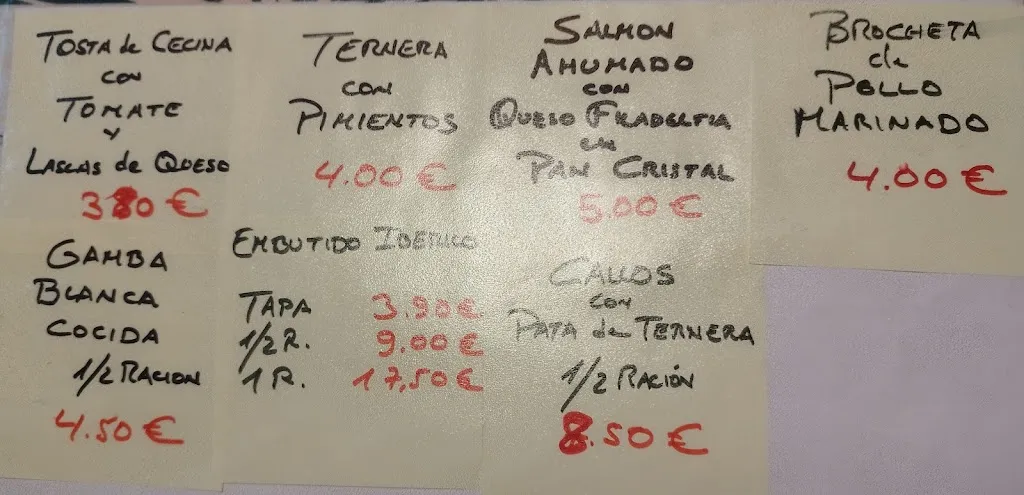 TOSTA de CECINA
con
TOMATE
y
LASCAS de QUESO
3.80 €
TERNERA
con
PIMIENTOS
4.00 €
SALMON
AHUMADO
con
QUESO FILADELFIA
en
PAN CRISTAL
5.00 €
BROCHETA
de
POLLO
MARINADO
4.00 €
GAMBA
BLANCA
COCIDA
1/2 RACION
4.50 €
EMBUTIDO IBERICO
TAPA 3.90 €
1/2 R. 9.00 €
1 R. 17,50 €
CALLOS
con
PATA de TERNERA
1/2 RACIÓN
8.50 €